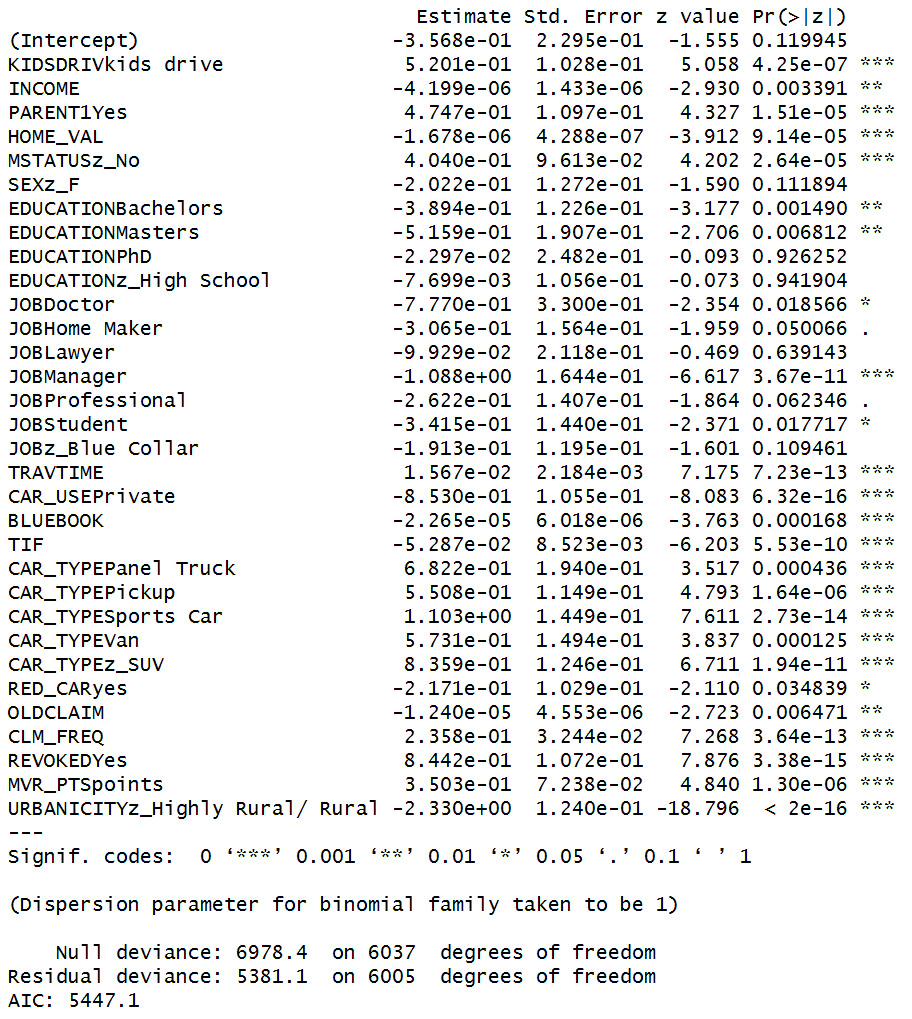 Estimate Std. Error z value Pr(>|z|)
(Intercept) -3.568e-01 2.295e-01 -1.555 0.119945
KIDSDRIVkids drive 5.201e-01 1.028e-01 5.058 4.25e-07 ***
INCOME -4.199e-06 1.433e-06 -2.930 0.003391 **
PARENT1Yes 4.747e-01 1.097e-01 4.327 1.51e-05 ***
HOME_VAL -1.678e-06 4.288e-07 -3.912 9.14e-05 ***
MSTATUSz_No 4.040e-01 9.613e-02 4.202 2.64e-05 ***
SEXz_F -2.022e-01 1.272e-01 -1.590 0.111894
EDUCATIONBachelors -3.894e-01 1.226e-01 -3.177 0.001490 **
EDUCATIONMasters -5.159e-01 1.907e-01 -2.706 0.006812 **
EDUCATIONPhD -2.297e-02 2.482e-01 -0.093 0.926252
EDUCATIONz_High School -7.699e-03 1.056e-01 -0.073 0.941904
JOBDoctor -7.770e-01 3.300e-01 -2.354 0.018566 *
JOBHome Maker -3.065e-01 1.564e-01 -1.959 0.050066 .
JOBLawyer -9.929e-02 2.118e-01 -0.469 0.639143
JOBManager -1.088e+00 1.644e-01 -6.617 3.67e-11 ***
JOBProfessional -2.622e-01 1.407e-01 -1.864 0.062346 .
JOBStudent -3.415e-01 1.440e-01 -2.371 0.017717 *
JOBz_Blue Collar -1.913e-01 1.195e-01 -1.601 0.109461
TRAVTIME 1.567e-02 2.184e-03 7.175 7.23e-13 ***
CAR_USEPrivate -8.530e-01 1.055e-01 -8.083 6.32e-16 ***
BLUEBOOK -2.265e-05 6.018e-06 -3.763 0.000168 ***
TIF -5.287e-02 8.523e-03 -6.203 5.53e-10 ***
CAR_TYPEPanel Truck 6.822e-01 1.940e-01 3.517 0.000436 ***
CAR_TYPEPickup 5.508e-01 1.149e-01 4.793 1.64e-06 ***
CAR_TYPESports Car 1.103e+00 1.449e-01 7.611 2.73e-14 ***
CAR_TYPEVan 5.731e-01 1.494e-01 3.837 0.000125 ***
CAR_TYPEz_SUV 8.359e-01 1.246e-01 6.711 1.94e-11 ***
RED_CARyes -2.171e-01 1.029e-01 -2.110 0.034839 *
OLDCLAIM -1.240e-05 4.553e-06 -2.723 0.006471 **
CLM_FREQ 2.358e-01 3.244e-02 7.268 3.64e-13 ***
REVOKEDYes 8.442e-01 1.072e-01 7.876 3.38e-15 ***
MVR_PTSpoints 3.503e-01 7.238e-02 4.840 1.30e-06 ***
URBANICITYz_Highly Rural/ Rural -2.330e+00 1.240e-01 -18.796 < 2e-16 ***
---
Signif. codes: 0 ‘***’ 0.001 ‘**’ 0.01 ‘*’ 0.05 ‘.’ 0.1 ‘ ’ 1
(Dispersion parameter for binomial family taken to be 1)
Null deviance: 6978.4 on 6037 degrees of freedom
Residual deviance: 5381.1 on 6005 degrees of freedom
AIC: 5447.1